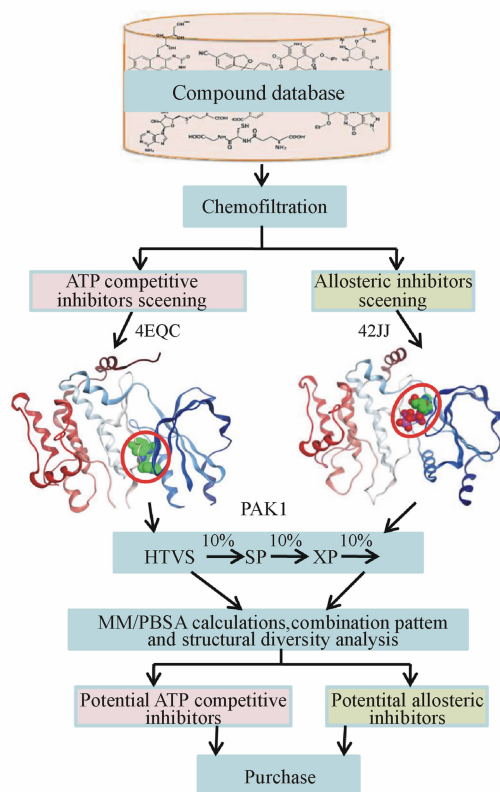 Compound database
Chemofiltration
ATP competitive
inhibitors sceening
Allosteric inhibitors
sceening
4EQC
42JJ
PAK1
10% 10% 10%
HTVS SP XP
MM/PBSA calculations,combination pattem
and structural diversity analysis
Potential ATP competitive
inhibitors
Potentital allosteric
inhibitors
Purchase